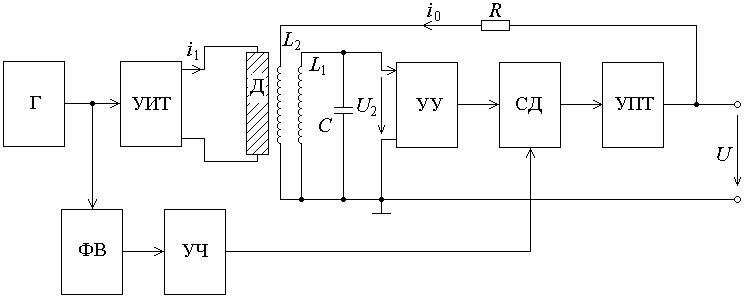 i₀ R
i₁ L₂ L₁
Г УИТ Д C U₂ УУ СД УПТ U
ФВ УЧ